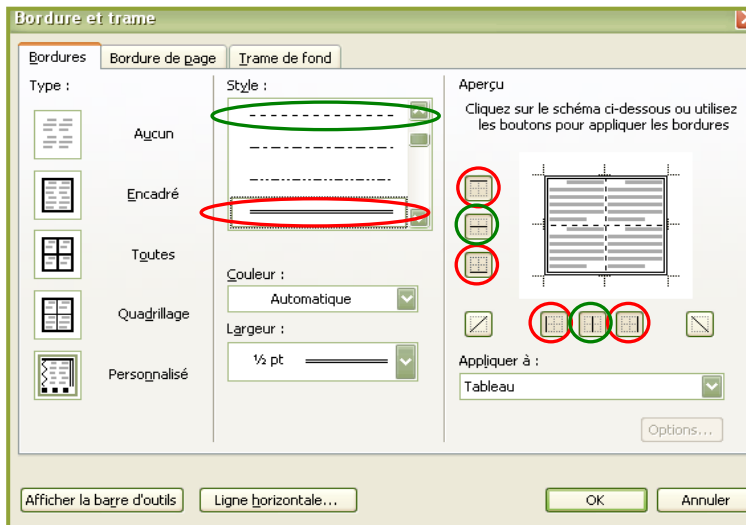 Bordure et trame
Bordures
Bordure de page
Trame de fond
Type :
Aucun
Encadré
Toutes
Quadrillage
Personnalisé
Style :
Couleur :
Automatique
Largeur :
½ pt
Aperçu
Cliquez sur le schéma ci-dessous ou utilisez
les boutons pour appliquer les bordures
Appliquer à :
Tableau
Options...
Afficher la barre d'outils
Ligne horizontale...
OK
Annuler